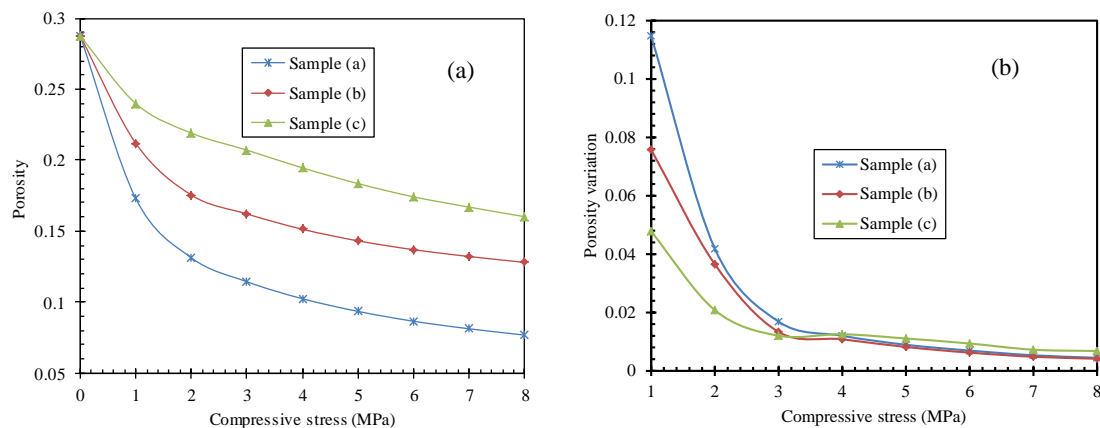 0.3
0.25
0.2
0.15
0.1
0.05
Porosity
0 1 2 3 4 5 6 7 8
Compressive stress (MPa)
Sample (a)
Sample (b)
Sample (c)
(a)
0.12
0.1
0.08
0.06
0.04
0.02
0
Porosity variation
1 2 3 4 5 6 7 8
Compressive stress (MPa)
Sample (a)
Sample (b)
Sample (c)
(b)